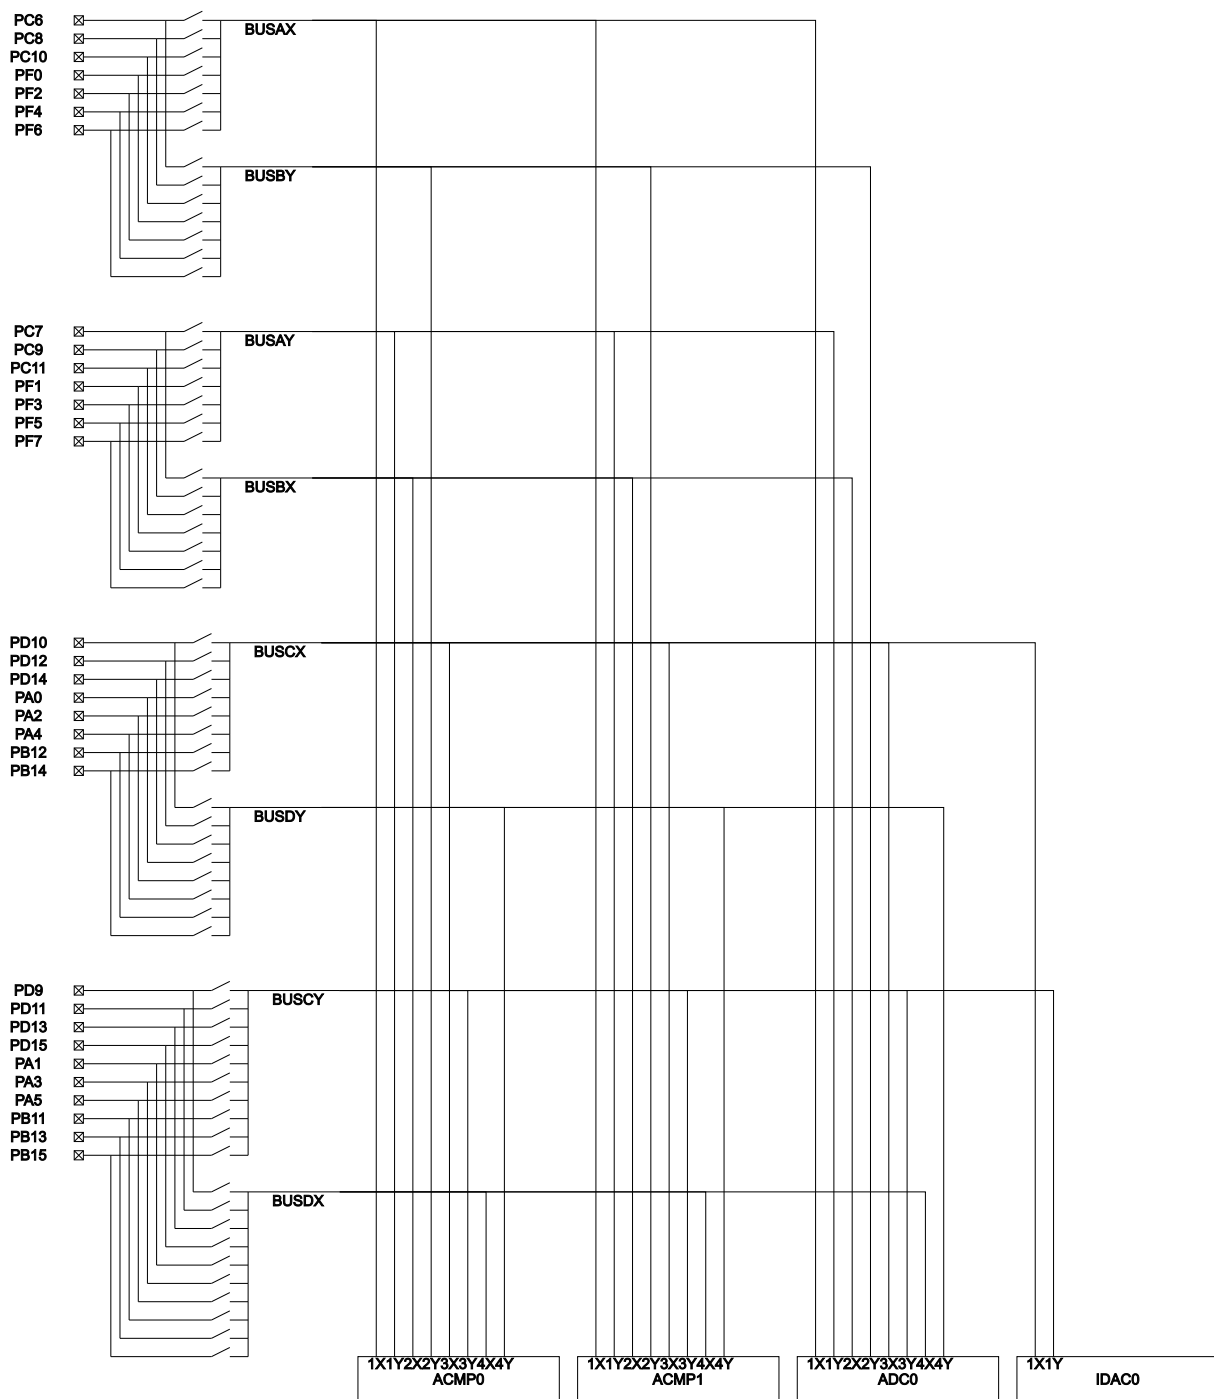 PC6
BUSAX
PC8
PC10
PF0
PF2
PF4
PF6
BUSBY
PC7
BUSAY
PC9
PC11
PF1
PF3
PF5
PF7
BUSBX
PD10
BUSCX
PD12
PD14
PA0
PA2
PA4
PB12
PB14
BUSDY
PD9
BUSCY
PD11
PD13
PD15
PA1
PA3
PA5
PB11
PB13
PB15
BUSDX
1X1Y2X2Y3X3Y4X4Y 1X1Y2X2Y3X3Y4X4Y 1X1Y2X2Y3X3Y4X4Y 1X1Y
ACMP0 ACMP1 ADC0 IDAC0